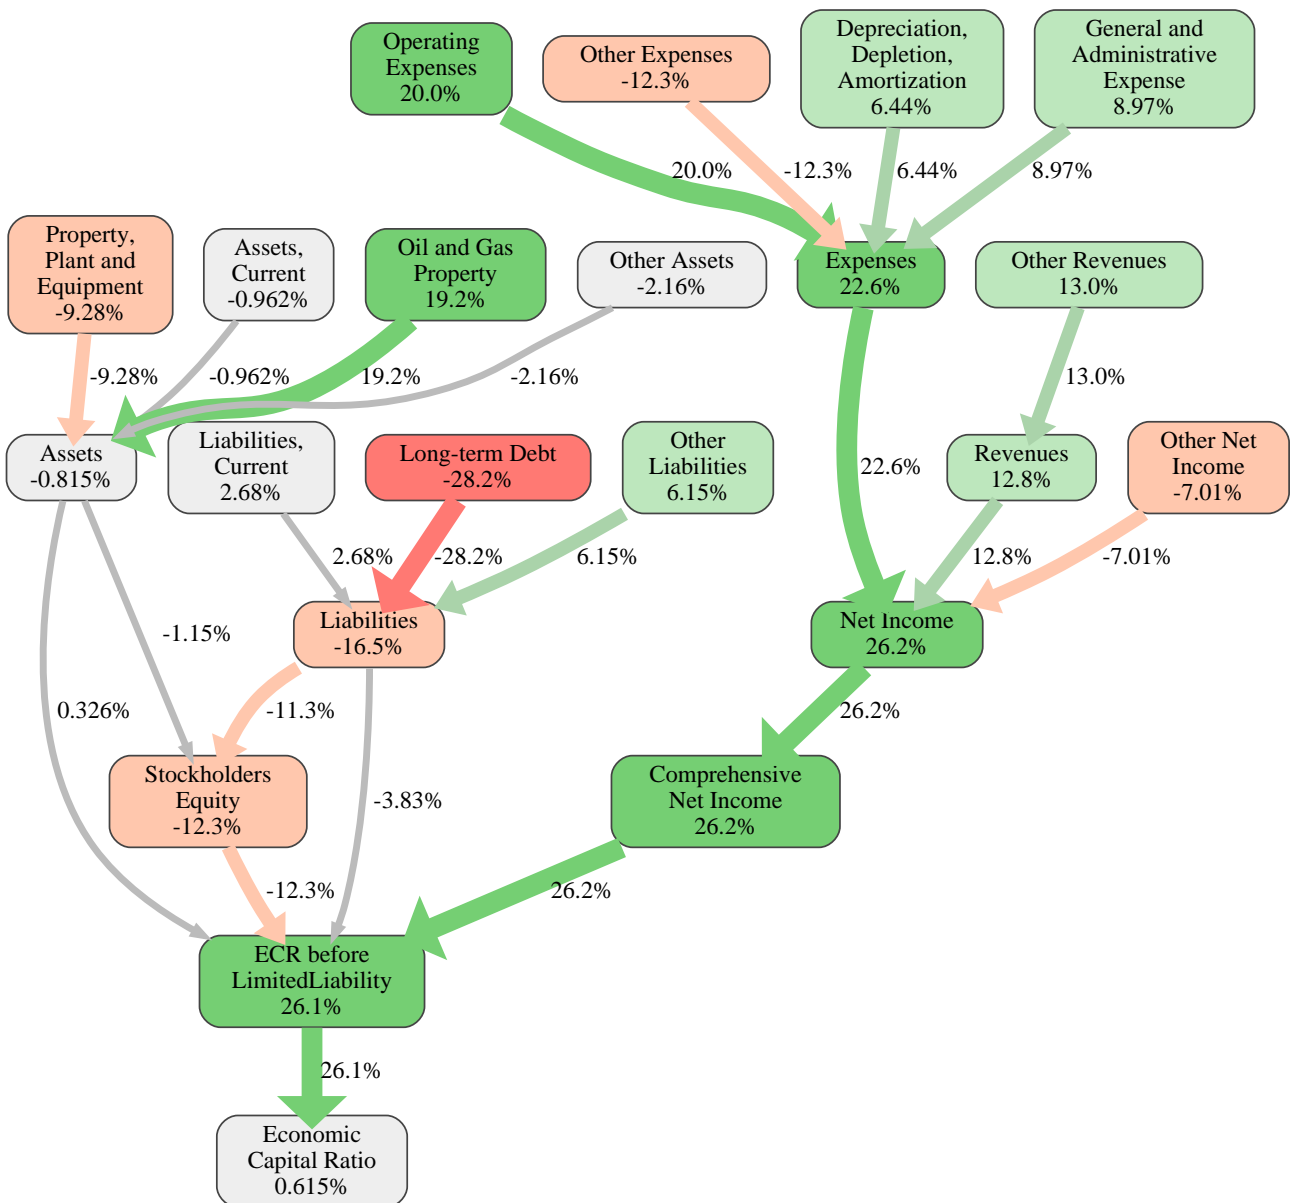 Operating
Expenses
20.0%
Other Expenses
-12.3%
Depreciation,
Depletion,
Amortization
6.44%
General and
Administrative
Expense
8.97%
20.0%
-12.3%
6.44%
8.97%
Property,
Plant and
Equipment
-9.28%
Assets,
Current
-0.962%
Oil and Gas
Property
19.2%
Other Assets
-2.16%
Expenses
22.6%
Other Revenues
13.0%
-9.28%
-0.962%
19.2%
-2.16%
13.0%
Assets
-0.815%
Liabilities,
Current
2.68%
Long-term Debt
-28.2%
Other
Liabilities
6.15%
22.6%
Revenues
12.8%
Other Net
Income
-7.01%
2.68%
-28.2%
6.15%
12.8%
-7.01%
-1.15%
Liabilities
-16.5%
Net Income
26.2%
0.326%
-11.3%
26.2%
Stockholders
Equity
-12.3%
-3.83%
Comprehensive
Net Income
26.2%
-12.3%
26.2%
ECR before
LimitedLiability
26.1%
26.1%
Economic
Capital Ratio
0.615%